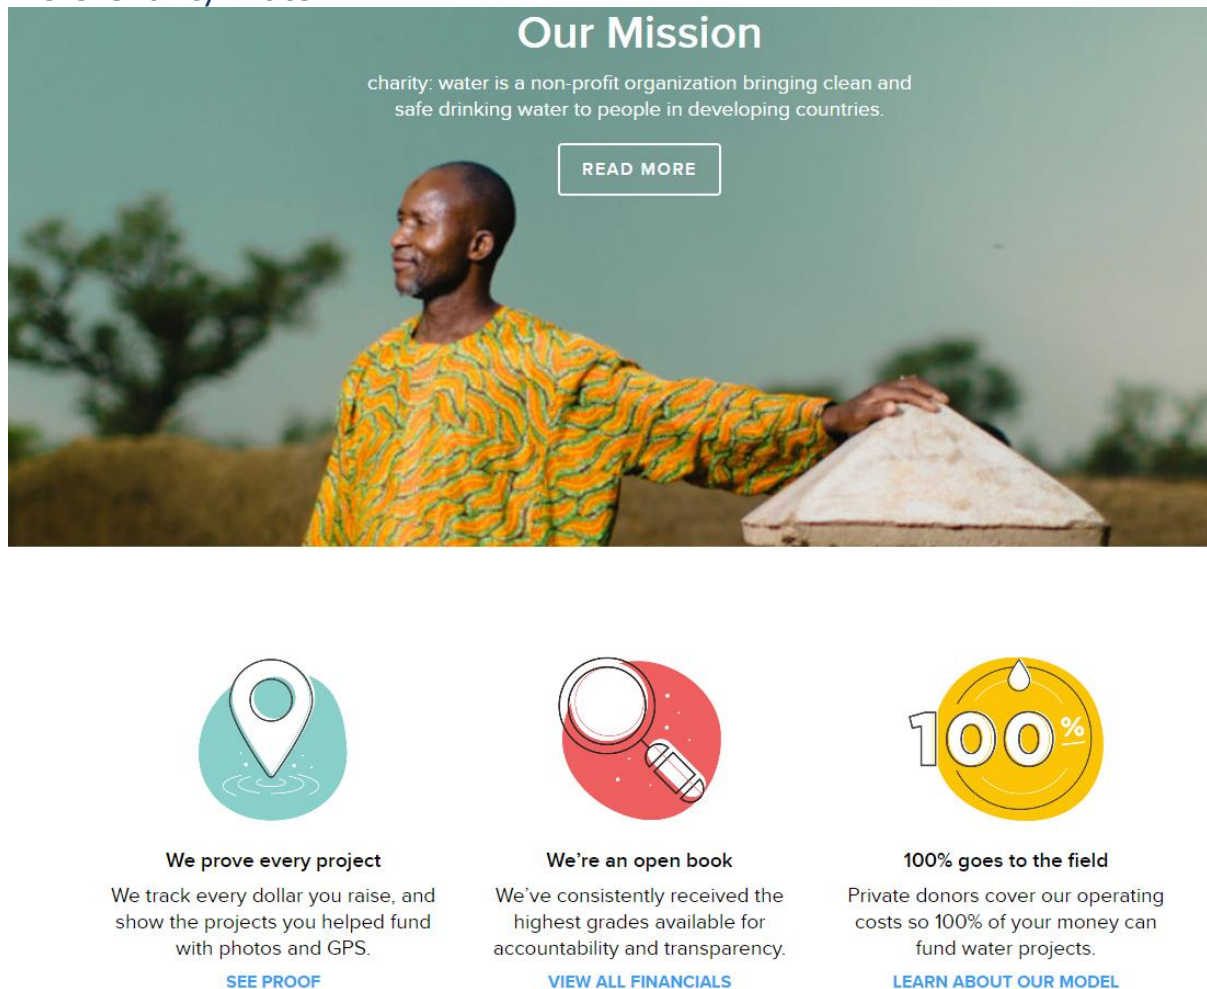 Our Mission
charity: water is a non-profit organization bringing clean and
safe drinking water to people in developing countries.
READ MORE
100%
We prove every project
We track every dollar you raise, and
show the projects you helped fund
with photos and GPS.
SEE PROOF
We’re an open book
We’ve consistently received the
highest grades available for
accountability and transparency.
VIEW ALL FINANCIALS
100% goes to the field
Private donors cover our operating
costs so 100% of your money can
fund water projects.
LEARN ABOUT OUR MODEL